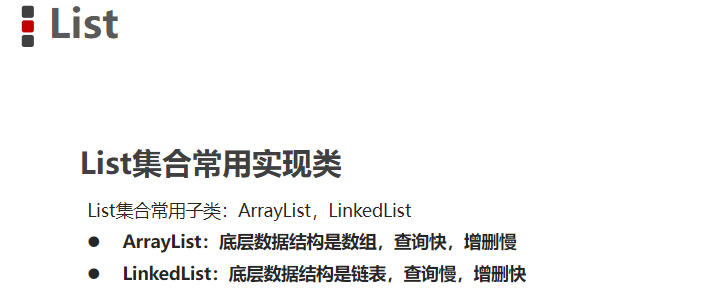 List
List集合常用实现类
List集合常用子类：ArrayList，LinkedList
● ArrayList：底层数据结构是数组，查询快，增删慢
● LinkedList：底层数据结构是链表，查询慢，增删快